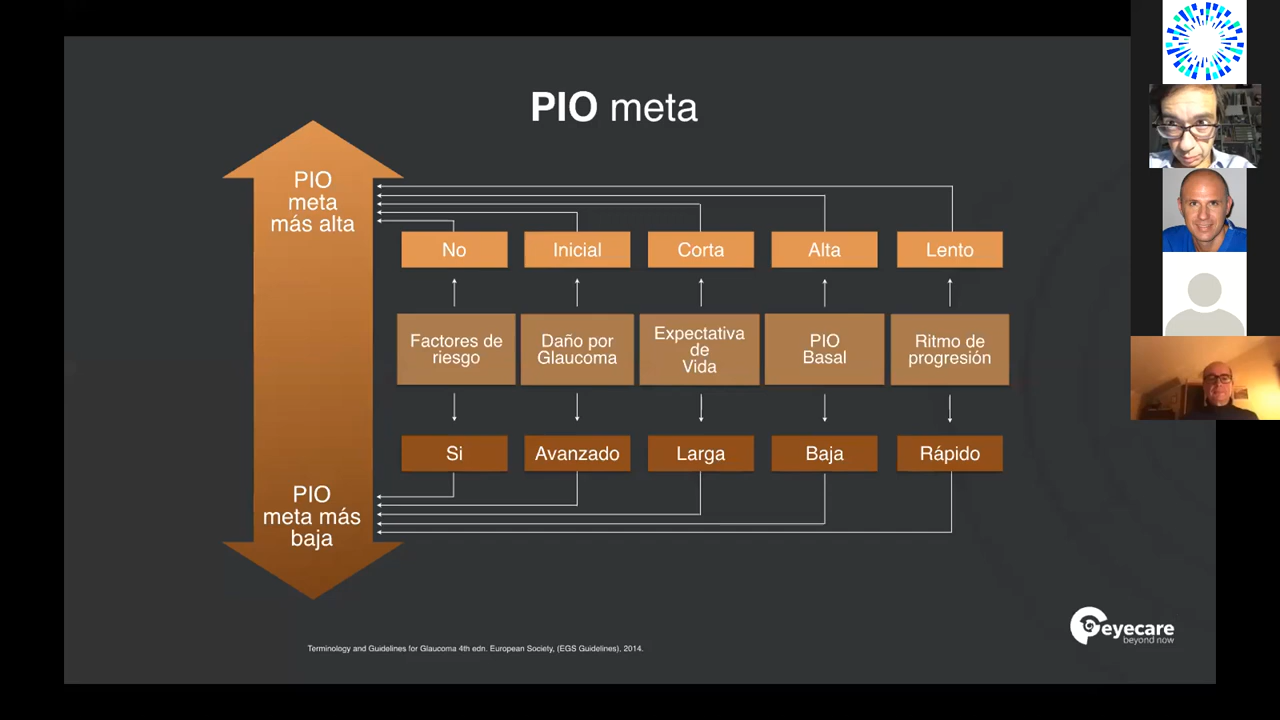 PIO meta
PIO
meta
más alta
No
Inicial
Corta
Alta
Lento
Factores de
riesgo
Daño por
Glaucoma
Expectativa
de
Vida
PIO
Basal
Ritmo de
progresión
Si
Avanzado
Larga
Baja
Rápido
PIO
meta más
baja
eyecare
beyond now
Terminology and Guidelines for Glaucoma 4th edn. European Society, (EGS Guidelines), 2014.